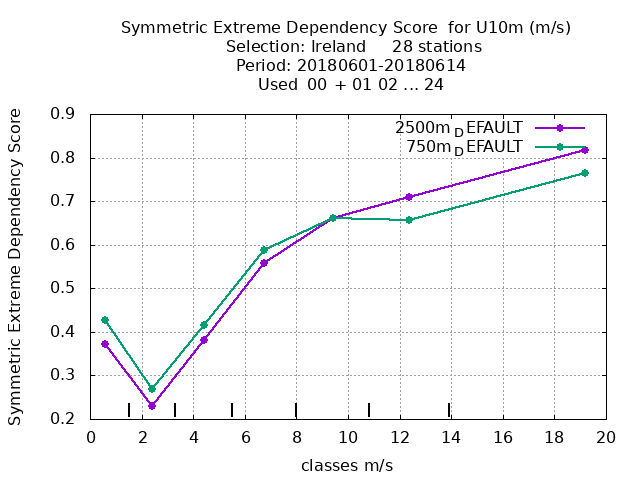 Symmetric Extreme Dependency Score for U10m (m/s)
Selection: Ireland 28 stations
Period: 20180601-20180614
Used 00 + 01 02 ... 24
Symmetric Extreme Dependency Score
0.9
0.8
0.7
0.6
0.5
0.4
0.3
0.2
2500m_DEFAULT
750m_DEFAULT
0 2 4 6 8 10 12 14 16 18 20
classes m/s